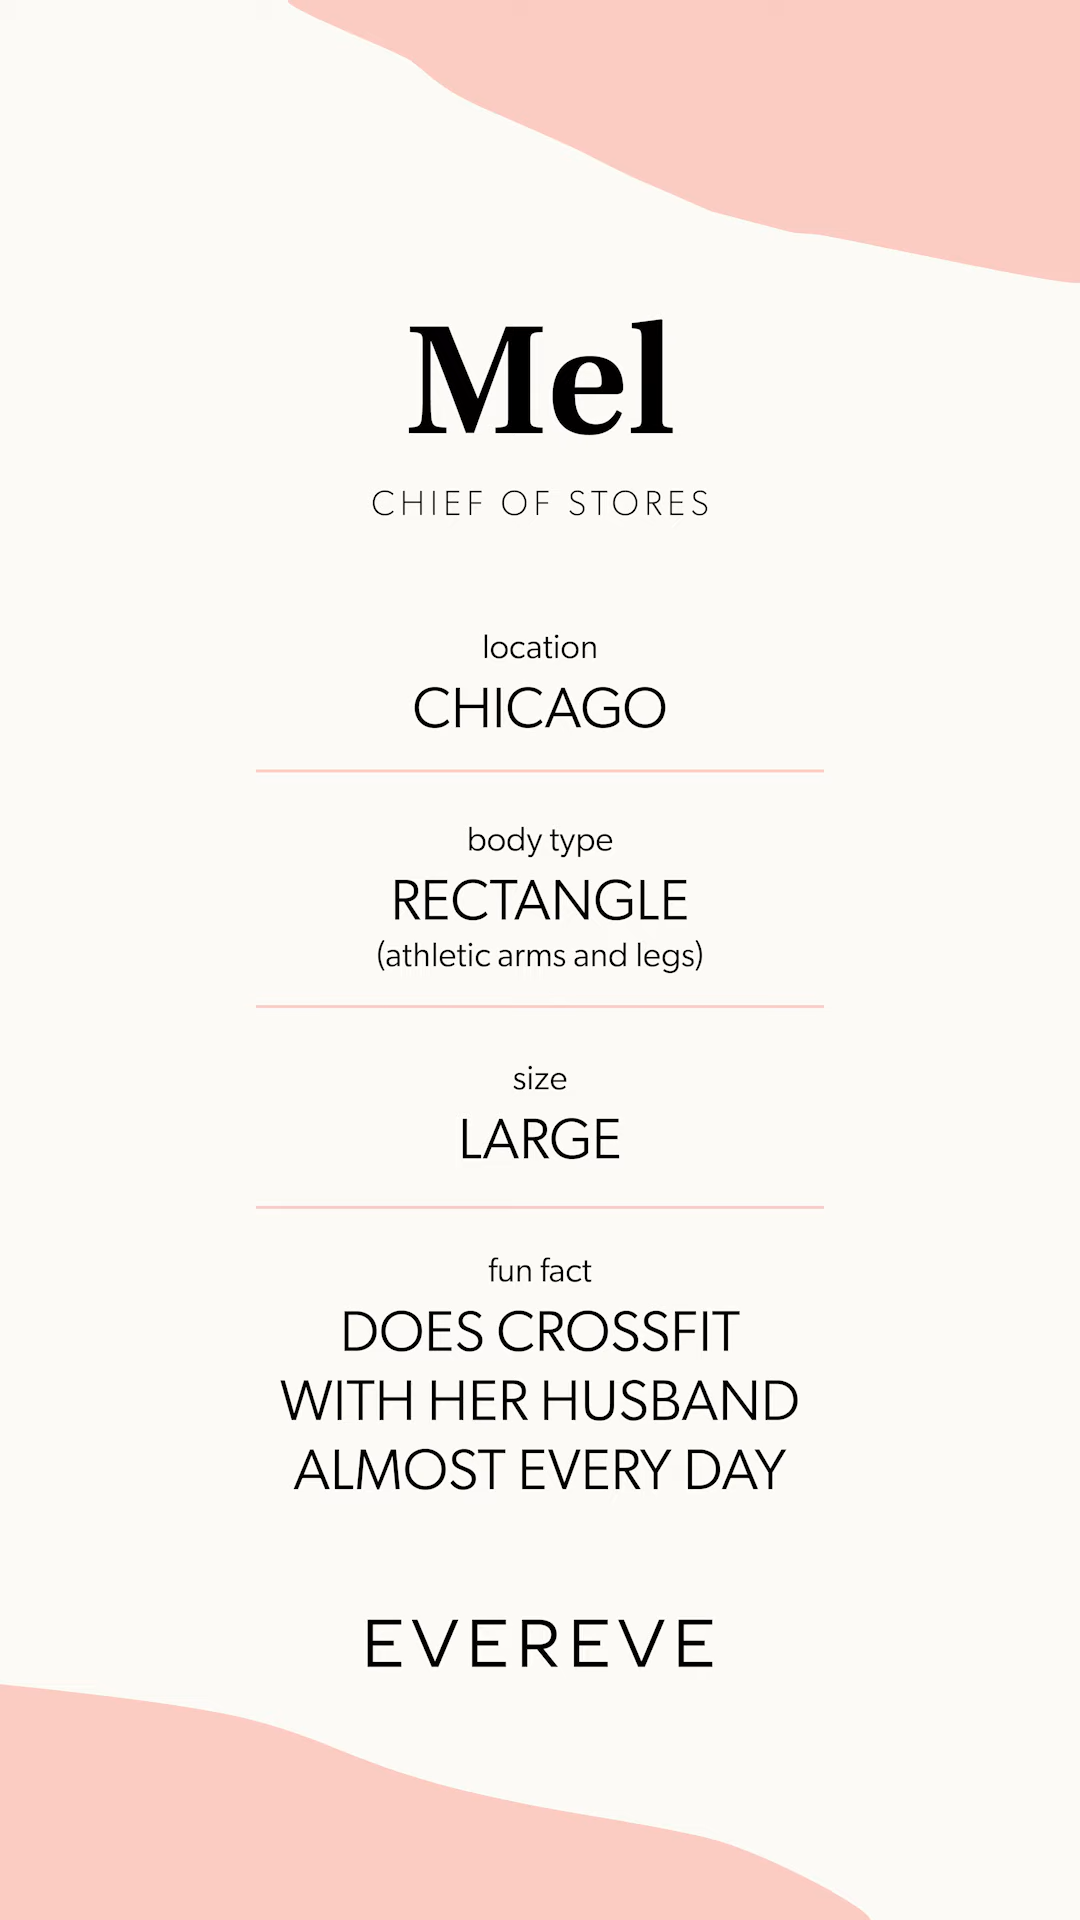 Mel
CHIEF OF STORES
location
CHICAGO
body type
RECTANGLE
(athletic arms and legs)
size
LARGE
fun fact
DOES CROSSFIT
WITH HER HUSBAND
ALMOST EVERY DAY
EVEREVE